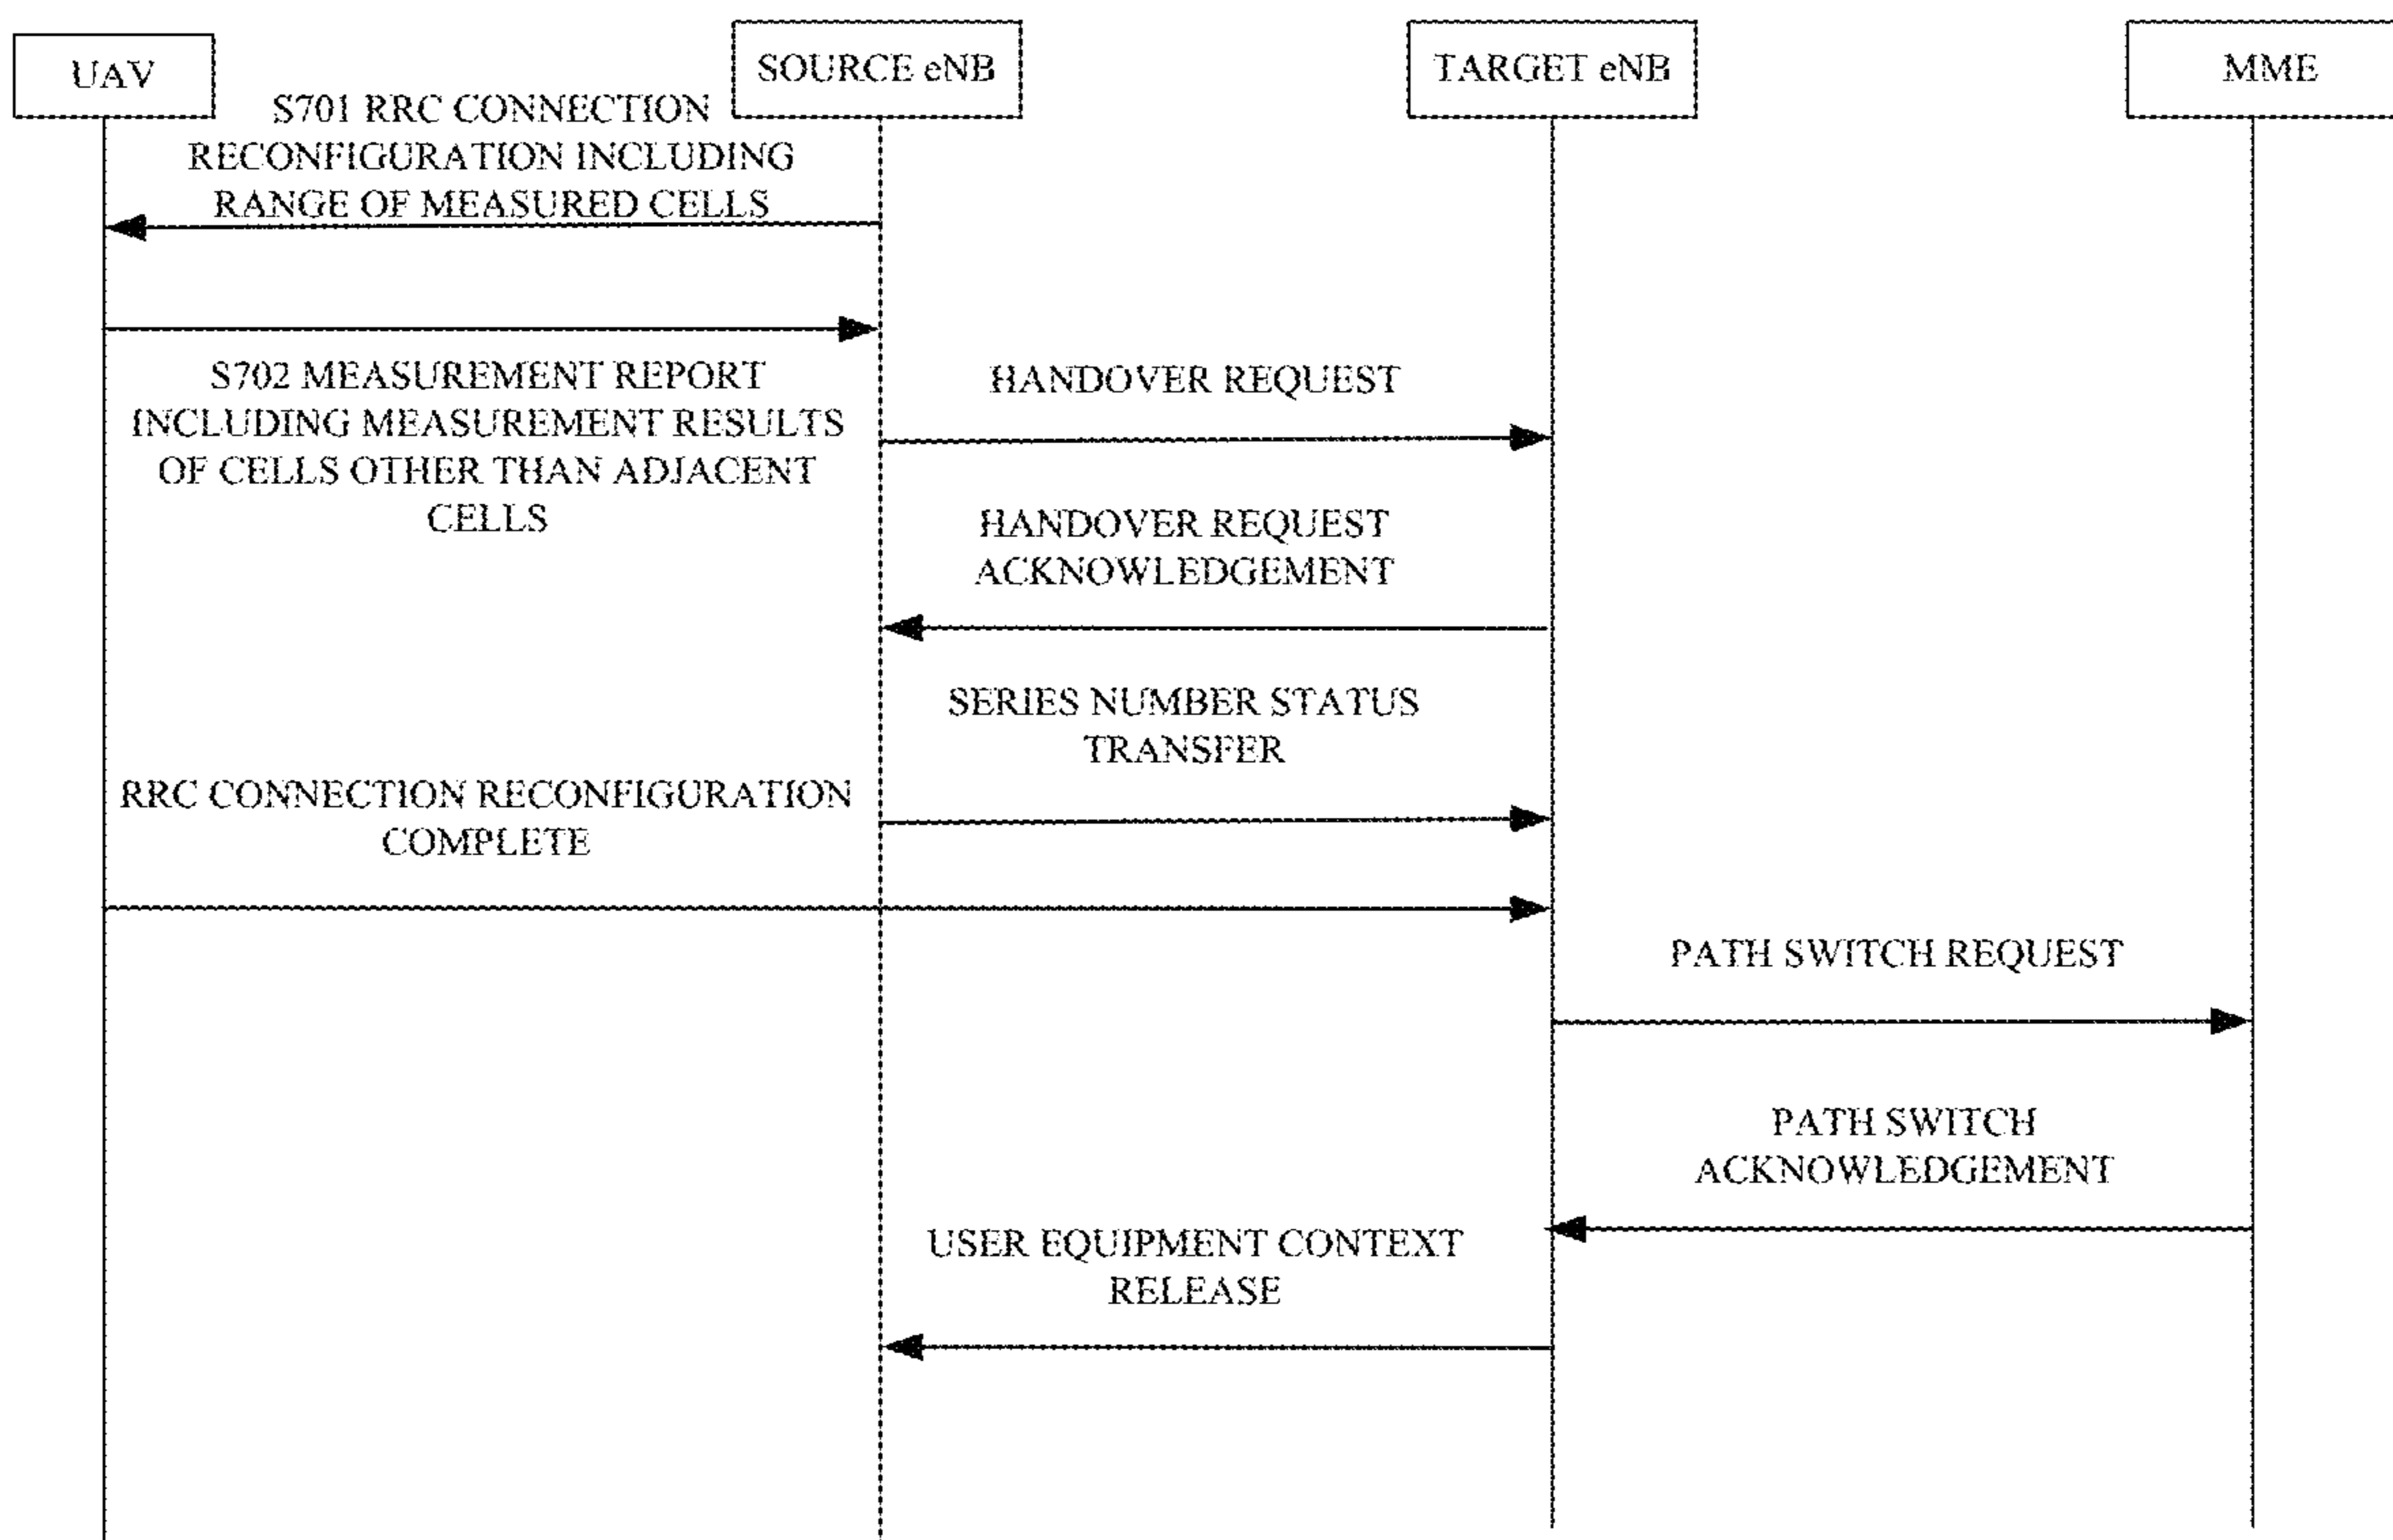 UAV
SOURCE eNB
TARGET eNB
MME
S701 RRC CONNECTION
RECONFIGURATION INCLUDING
RANGE OF MEASURED CELLS
S702 MEASUREMENT REPORT
INCLUDING MEASUREMENT RESULTS
OF CELLS OTHER THAN ADJACENT
CELLS
HANDOVER REQUEST
HANDOVER REQUEST
ACKNOWLEDGEMENT
SERIES NUMBER STATUS
TRANSFER
RRC CONNECTION RECONFIGURATION
COMPLETE
PATH SWITCH REQUEST
PATH SWITCH
ACKNOWLEDGEMENT
USER EQUIPMENT CONTEXT
RELEASE